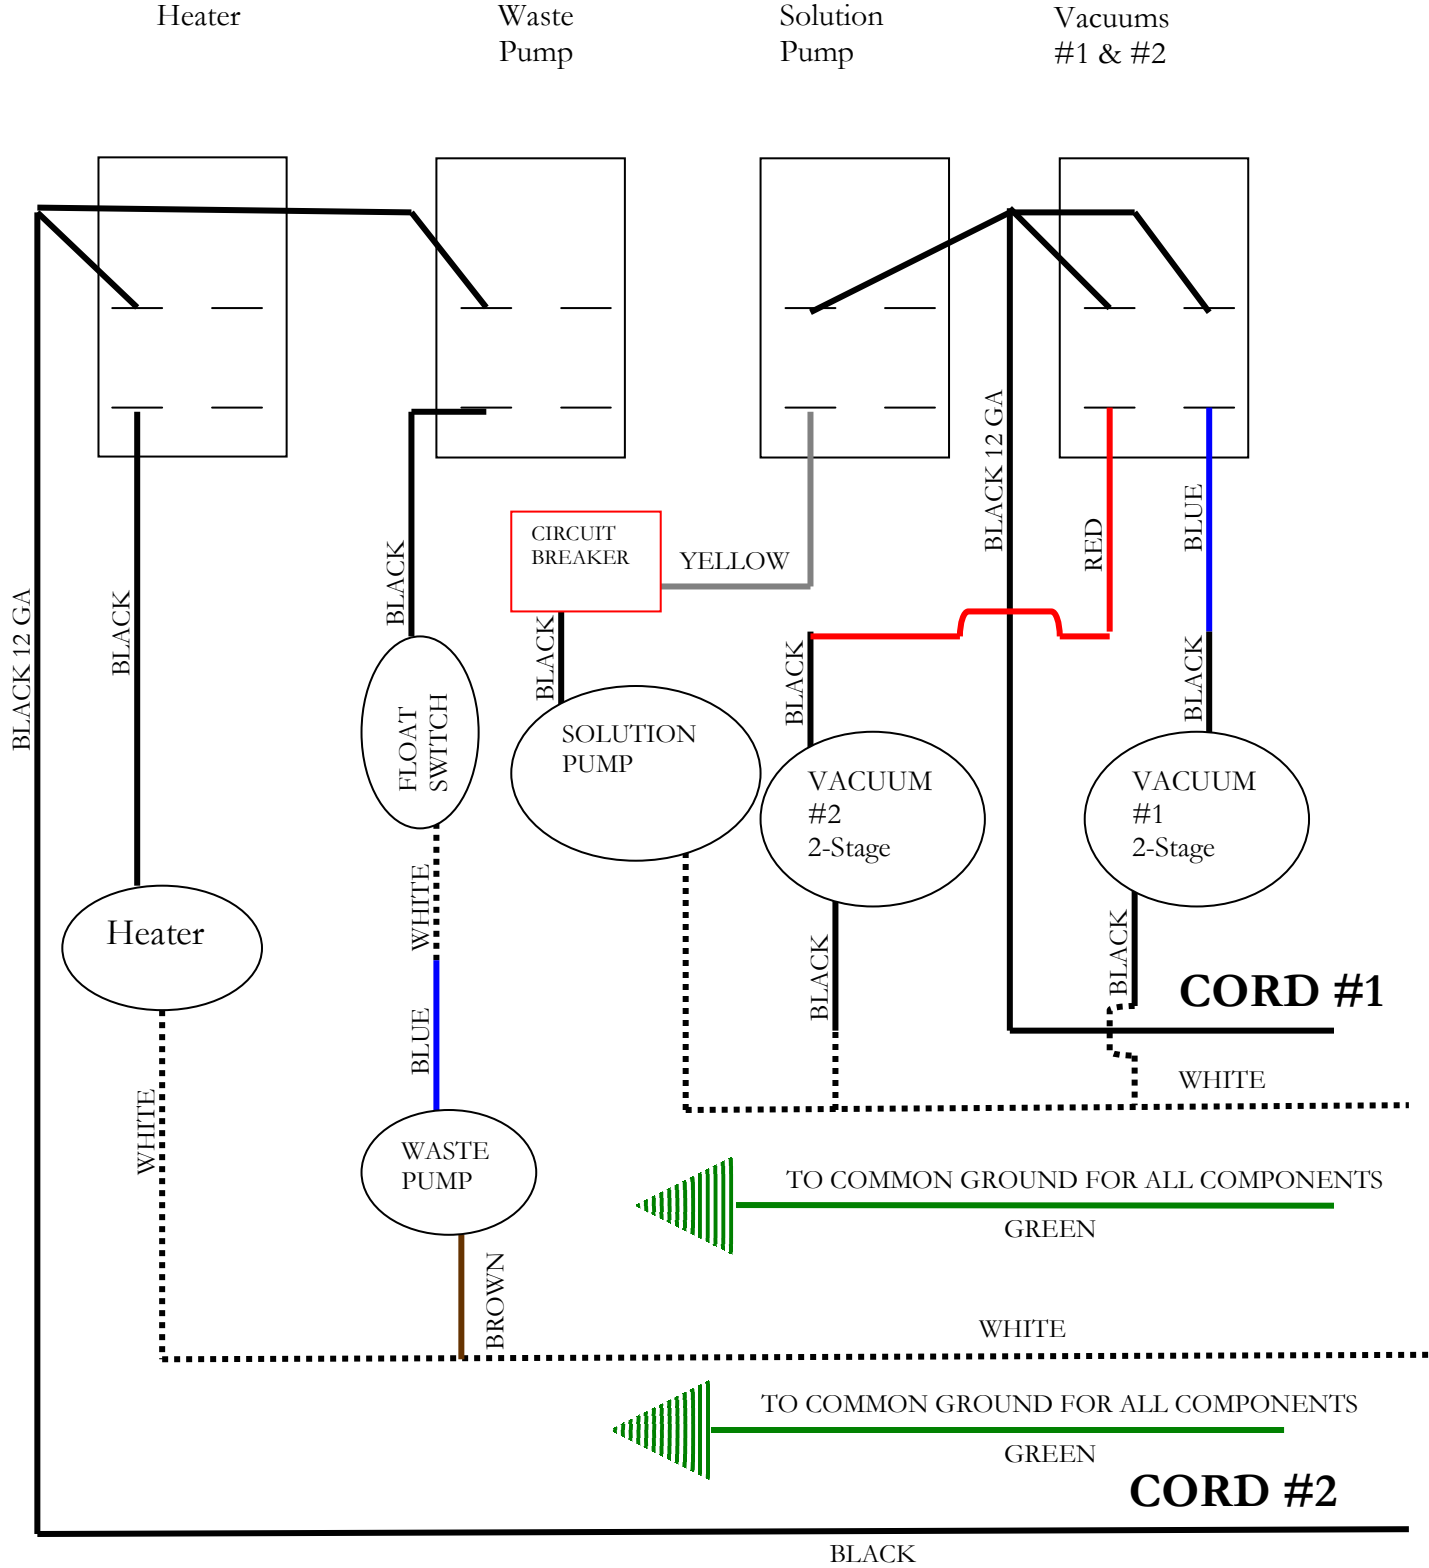 Heater
Waste
Pump
Solution
Pump
Vacuums
#1 & #2
BLACK 12 GA
BLACK
BLACK
CIRCUIT
BREAKER
YELLOW
BLACK 12 GA
RED
BLUE
BLACK
BLACK
BLACK
FLOAT
SWITCH
SOLUTION
PUMP
VACUUM
#2
2-Stage
VACUUM
#1
2-Stage
Heater
WHITE
BLACK
BLACK
CORD #1
BLUE
WHITE
WHITE
WASTE
PUMP
TO COMMON GROUND FOR ALL COMPONENTS
GREEN
BROWN
WHITE
TO COMMON GROUND FOR ALL COMPONENTS
GREEN
CORD #2
BLACK